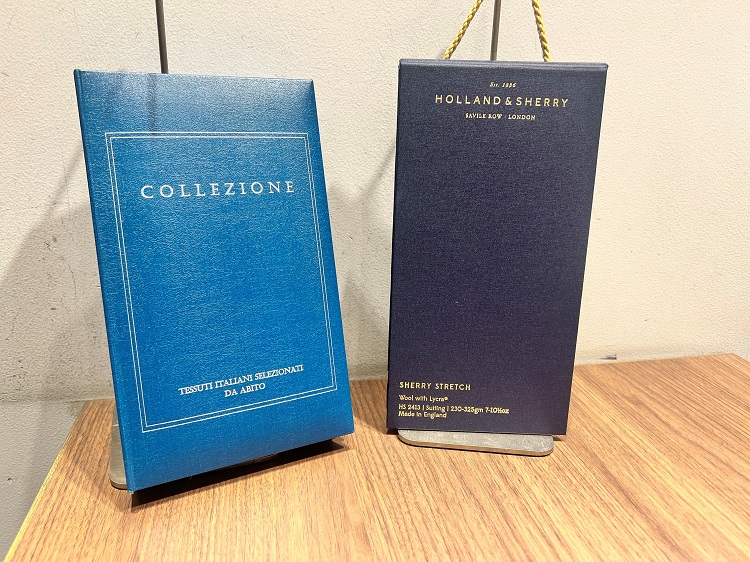 COLLEZIONE
TESSUTI ITALIANI SELEZIONATI
DA ABITO
Est. 1836
HOLLAND & SHERRY
SAVILE ROW · LONDON
SHERRY STRETCH
Wool with Lycra®
HS 2413 | Suiting | 230-325gm 7-10½oz
Made in England